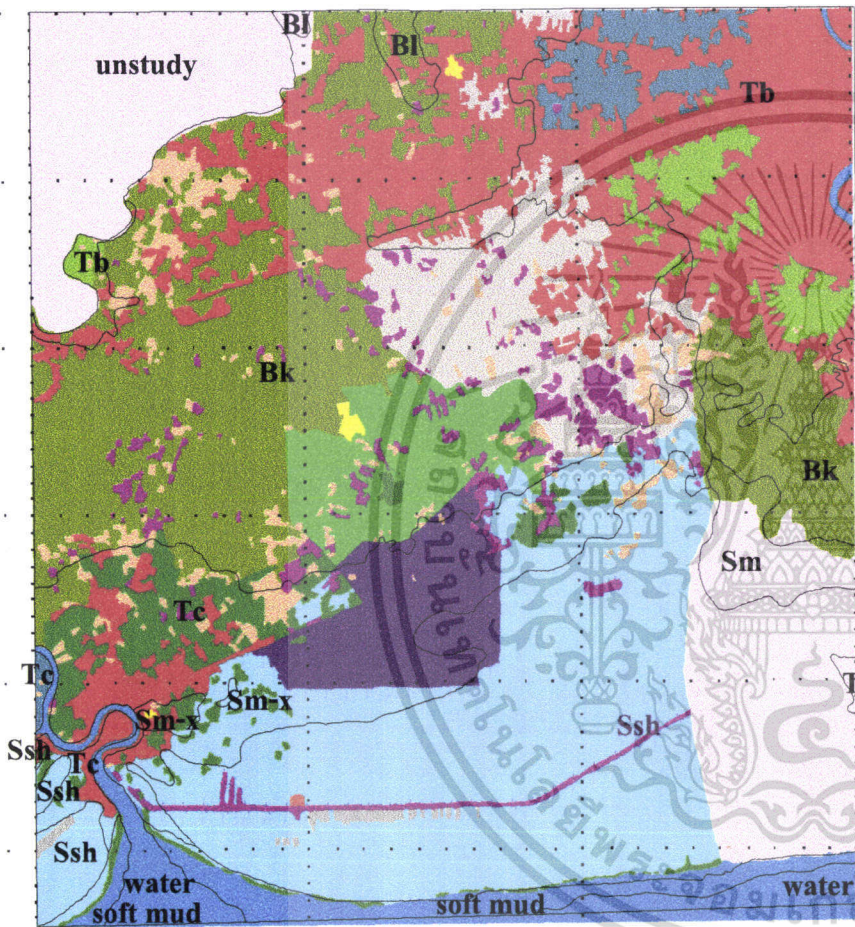 Bl
Bl
unstudy
Tb
Tb
Bk
Bk
Sm
Tc
Tc
Sm-x
Sm-x
Ssh
Ssh
Tc
Ssh
Ssh
water
water
soft mud
soft mud